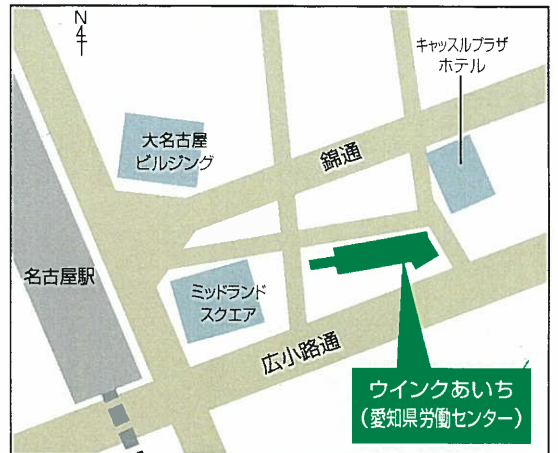 N
キャッスルプラザ
ホテル
大名古屋
ビルジング
錦通
名古屋駅
ミッドランド
スクエア
広小路通
ウインクあいち
(愛知県労働センター)